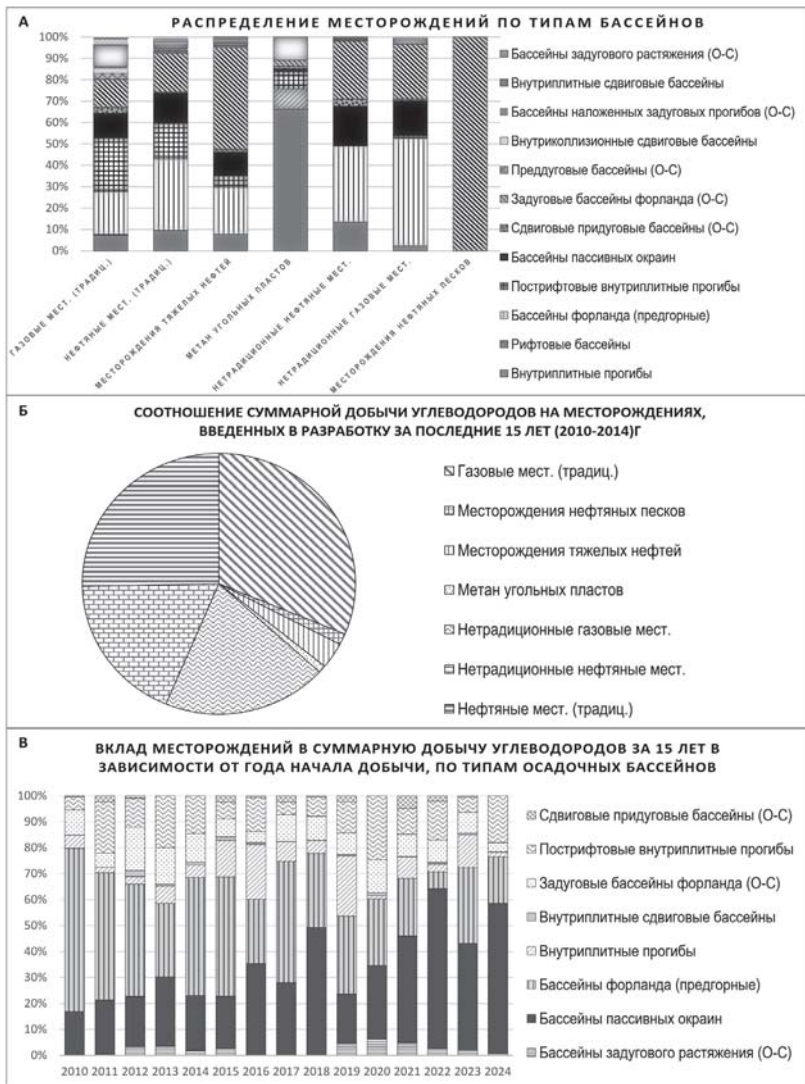 А
РАСПРЕДЕЛЕНИЕ МЕСТОРОЖДЕНИЙ ПО ТИПАМ БАССЕЙНОВ
100%
90%
80%
70%
60%
50%
40%
30%
20%
10%
0%
ГАЗОВЫЕ МЕСТ. (ТРАДИЦ.)
НЕФТЯНЫЕ МЕСТ. (ТРАДИЦ.)
МЕСТОРОЖДЕНИЯ ТЯЖЕЛЫХ НЕФТЕЙ
МЕТАН УГОЛЬНЫХ ПЛАСТОВ
НЕТРАДИЦИОННЫЕ НЕФТЯНЫЕ МЕСТ.
НЕТРАДИЦИОННЫЕ ГАЗОВЫЕ МЕСТ.
МЕСТОРОЖДЕНИЯ НЕФТЯНЫХ ПЕСКОВ
Бассейны задугового растяжения (О-С)
Внутриплитные сдвиговые бассейны
Бассейны наложенных задуговых прогибов (О-С)
Внутриколлизионные сдвиговые бассейны
Преддуговые бассейны (О-С)
Задуговые бассейны форланда (О-С)
Сдвиговые придуговые бассейны (О-С)
Бассейны пассивных окраин
Пострифтовые внутриплитные прогибы
Бассейны форланда (предгорные)
Рифтовые бассейны
Внутриплитные прогибы
Б
СООТНОШЕНИЕ СУММАРНОЙ ДОБЫЧИ УГЛЕВОДОРОДОВ НА МЕСТОРОЖДЕНИЯХ,
ВВЕДЕННЫХ В РАЗРАБОТКУ ЗА ПОСЛЕДНИЕ 15 ЛЕТ (2010-2014)Г
Газовые мест. (традиц.)
Месторождения нефтяных песков
Месторождения тяжелых нефтей
Метан угольных пластов
Нетрадиционные газовые мест.
Нетрадиционные нефтяные мест.
Нефтяные мест. (традиц.)
В
ВКЛАД МЕСТОРОЖДЕНИЙ В СУММАРНУЮ ДОБЫЧУ УГЛЕВОДОРОДОВ ЗА 15 ЛЕТ В
ЗАВИСИМОСТИ ОТ ГОДА НАЧАЛА ДОБЫЧИ, ПО ТИПАМ ОСАДОЧНЫХ БАССЕЙНОВ
100%
90%
80%
70%
60%
50%
40%
30%
20%
10%
0%
2010 2011 2012 2013 2014 2015 2016 2017 2018 2019 2020 2021 2022 2023 2024
Сдвиговые придуговые бассейны (О-С)
Пострифтовые внутриплитные прогибы
Задуговые бассейны форланда (О-С)
Внутриплитные сдвиговые бассейны
Внутриплитные прогибы
Бассейны форланда (предгорные)
Бассейны пассивных окраин
Бассейны задугового растяжения (О-С)